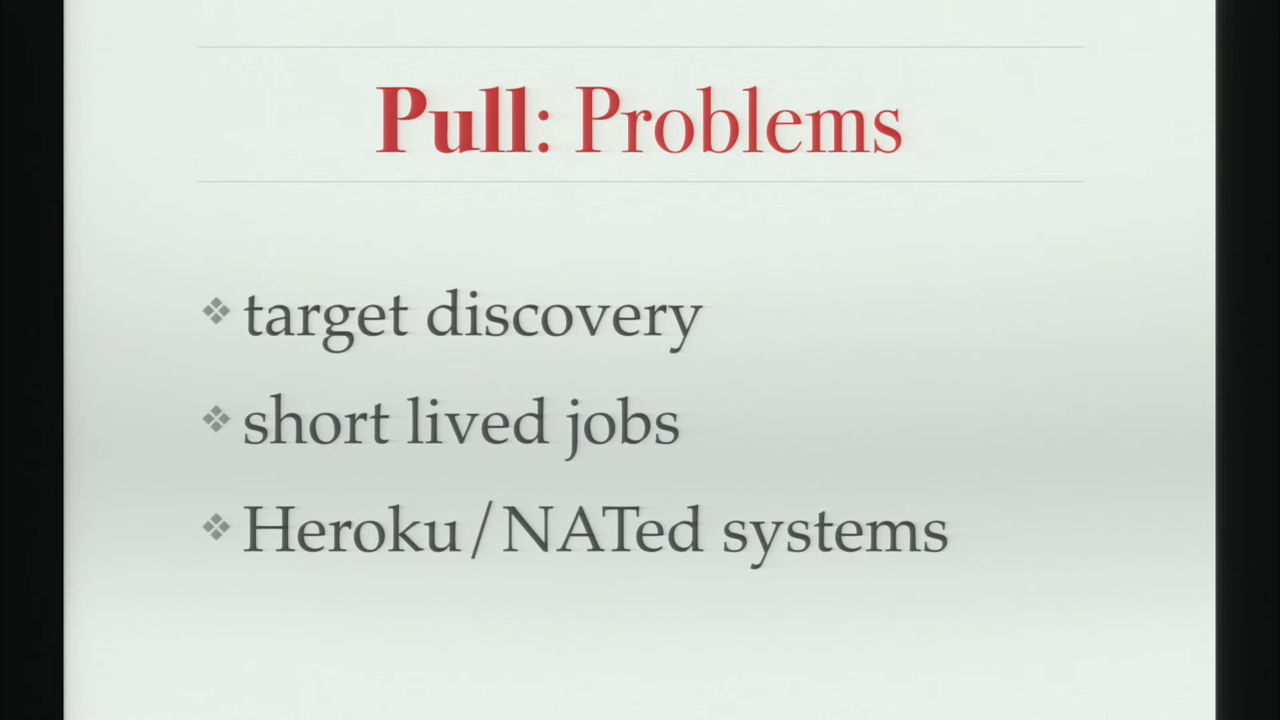 Pull: Problems
❖ target discovery
❖ short lived jobs
❖ Heroku/NATed systems